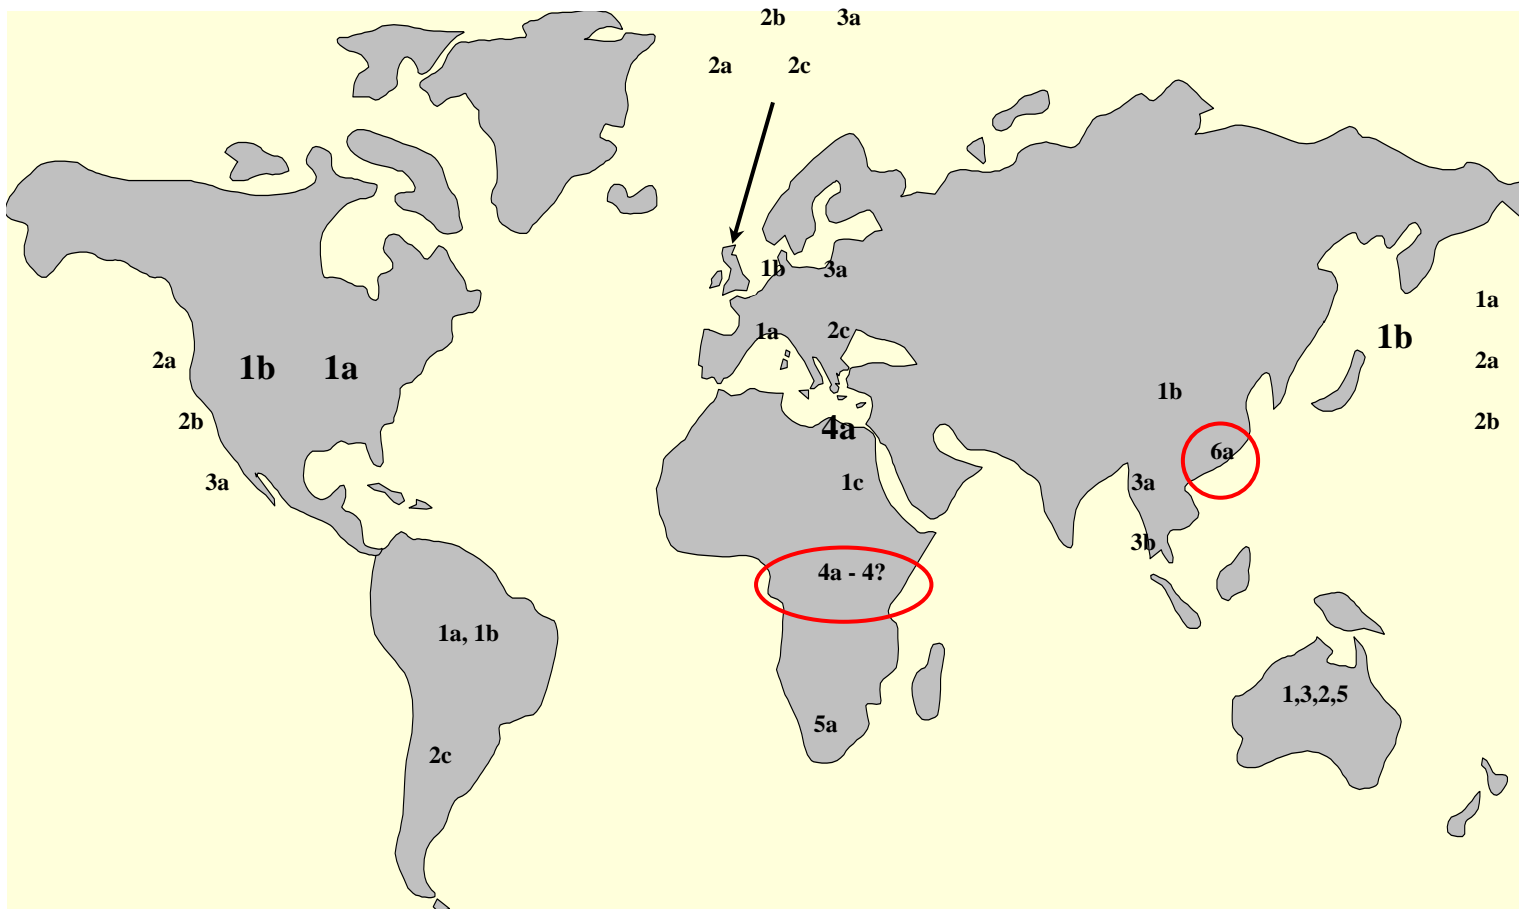 2b 3a
2a 2c
1b 3a
1a
1a 2c 1b
2a 1b 1a 2a
1b
2b 4a 2b
6a
3a 1c 3a
3b
4a - 4?
1a, 1b
1,3,2,5
5a
2c